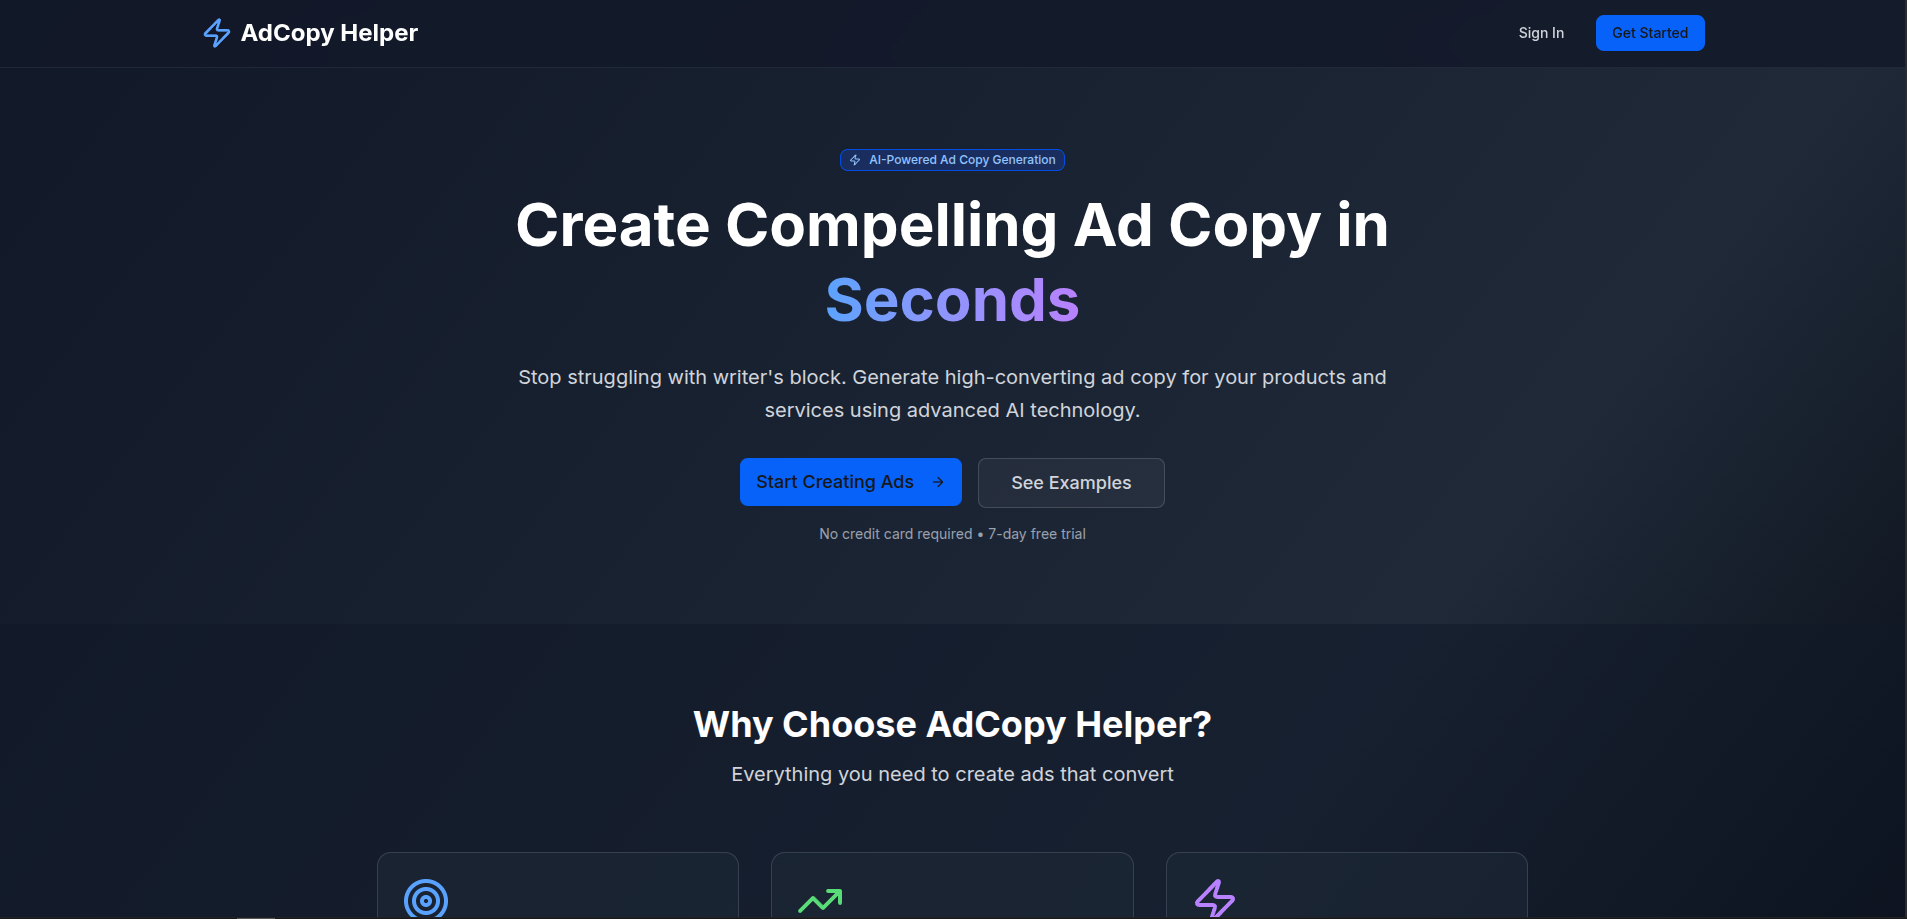 AdCopy Helper
Sign In
Get Started
AI-Powered Ad Copy Generation
Create Compelling Ad Copy in
Seconds
Stop struggling with writer's block. Generate high-converting ad copy for your products and
services using advanced AI technology.
Start Creating Ads →
See Examples
No credit card required • 7-day free trial
Why Choose AdCopy Helper?
Everything you need to create ads that convert